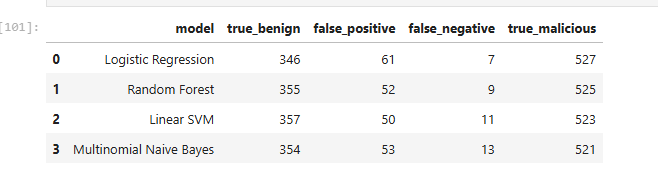 [101]:
model true_benign false_positive false_negative true_malicious
0 Logistic Regression 346 61 7 527
1 Random Forest 355 52 9 525
2 Linear SVM 357 50 11 523
3 Multinomial Naive Bayes 354 53 13 521